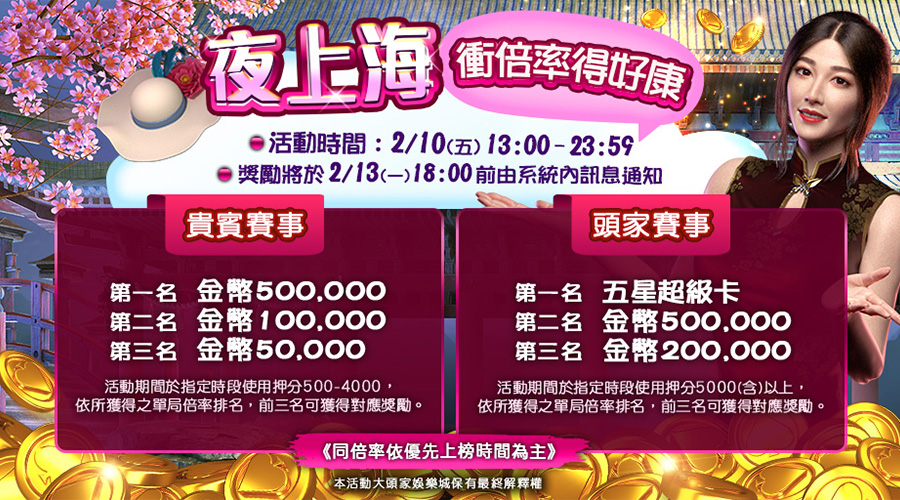 夜上海
衝倍率得好康
活動時間：2/10(五) 13:00-23:59
獎勵將於2/13(一)18:00前由系統內訊息通知
貴賓賽事
第一名 金幣500,000
第二名 金幣100,000
第三名 金幣50,000
活動期間於指定時段使用押分500-4000，
依所獲得之單局倍率排名，前三名可獲得對應獎勵。
頭家賽事
第一名 五星超級卡
第二名 金幣500,000
第三名 金幣200,000
活動期間於指定時段使用押分5000(含)以上，
依所獲得之單局倍率排名，前三名可獲得對應獎勵。
《同倍率依優先上榜時間為主》
本活動大頭家娛樂城保有最終解釋權